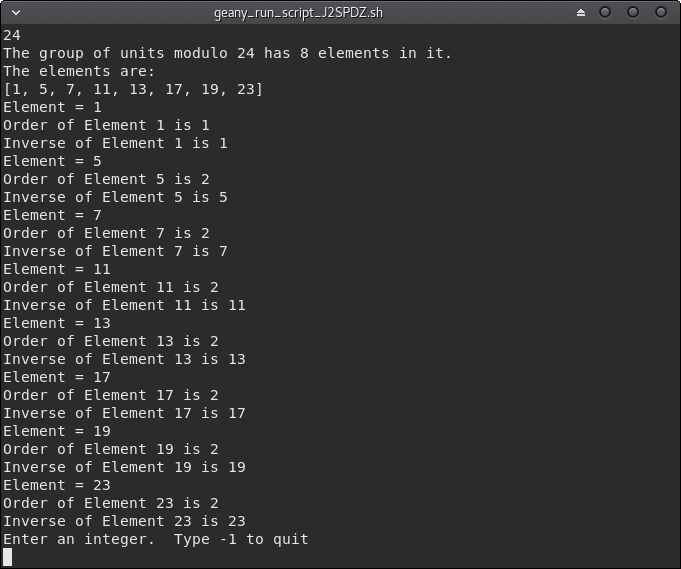 geany_run_script_J2SPDZ.sh
24
The group of units modulo 24 has 8 elements in it.
The elements are:
[1, 5, 7, 11, 13, 17, 19, 23]
Element = 1
Order of Element 1 is 1
Inverse of Element 1 is 1
Element = 5
Order of Element 5 is 2
Inverse of Element 5 is 5
Element = 7
Order of Element 7 is 2
Inverse of Element 7 is 7
Element = 11
Order of Element 11 is 2
Inverse of Element 11 is 11
Element = 13
Order of Element 13 is 2
Inverse of Element 13 is 13
Element = 17
Order of Element 17 is 2
Inverse of Element 17 is 17
Element = 19
Order of Element 19 is 2
Inverse of Element 19 is 19
Element = 23
Order of Element 23 is 2
Inverse of Element 23 is 23
Enter an integer.  Type -1 to quit